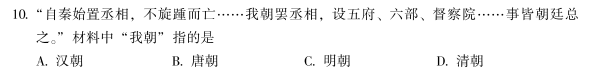 10. “自秦始置丞相，不旋踵而亡……我朝罢丞相，设五府、六部、督察院……事皆朝廷总
之。”材料中“我朝”指的是
A. 汉朝 B. 唐朝 C. 明朝 D. 清朝